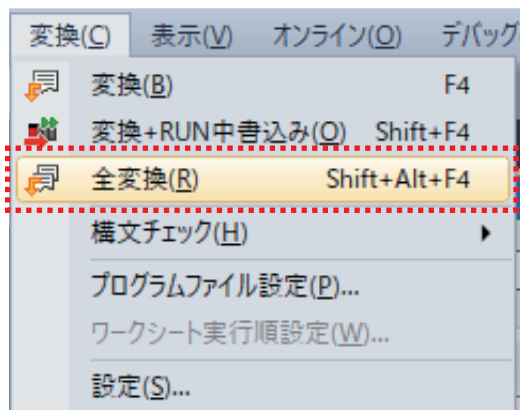 変換(C) 表示(V) オンライン(O) デバッグ
変換(B) F4
変換+RUN中書込み(O) Shift+F4
全変換(R) Shift+Alt+F4
構文チェック(H)
プログラムファイル設定(P)...
ワークシート実行順設定(W)...
設定(S)...